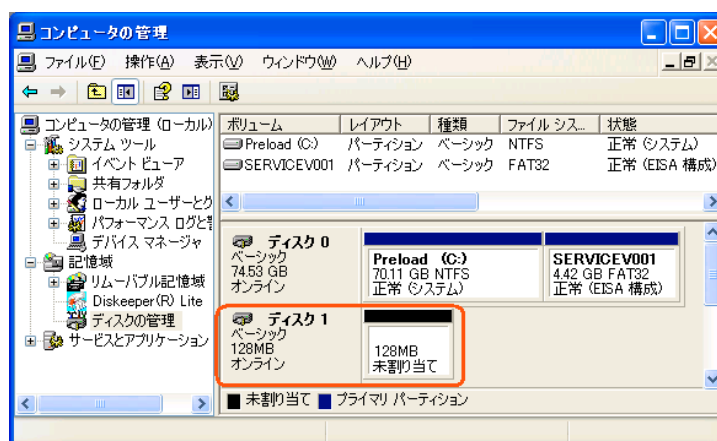 コンピュータの管理
ファイル(F) 操作(A) 表示(V) ウィンドウ(W) ヘルプ(H)
コンピュータの管理 (ローカル)
システム ツール
イベント ビューア
共有フォルダ
ローカル ユーザーとグ
パフォーマンス ログと
デバイス マネージャ
記憶域
リムーバブル記憶域
Diskeeper(R) Lite
ディスクの管理
サービスとアプリケーション
ボリューム レイアウト 種類 ファイル シス... 状態
Preload (C:) パーティション ベーシック NTFS 正常 (システム)
SERVICEV001 パーティション ベーシック FAT32 正常 (EISA 構成)
ディスク 0
ベーシック
74.53 GB
オンライン
Preload (C:)
70.11 GB NTFS
正常 (システム)
SERVICEV001
4.42 GB FAT32
正常 (EISA 構成)
ディスク 1
ベーシック
128MB
オンライン
128MB
未割り当て
未割り当て プライマリ パーティション